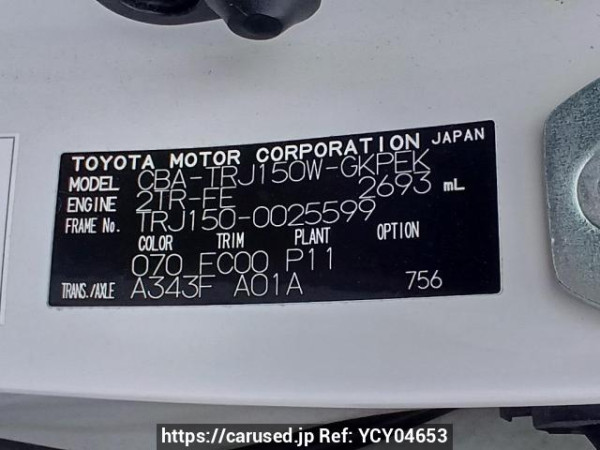 TOYOTA MOTOR CORPORATION JAPAN
MODEL CBA-TRJ150W-GKPEK
ENGINE 2TR-FE 2693 mL
FRAME No. TRJ150-0025599
COLOR TRIM PLANT OPTION
070 FC00 P11
TRANS./AXLE A343F A01A 756
https://carused.jp Ref: YCY04653